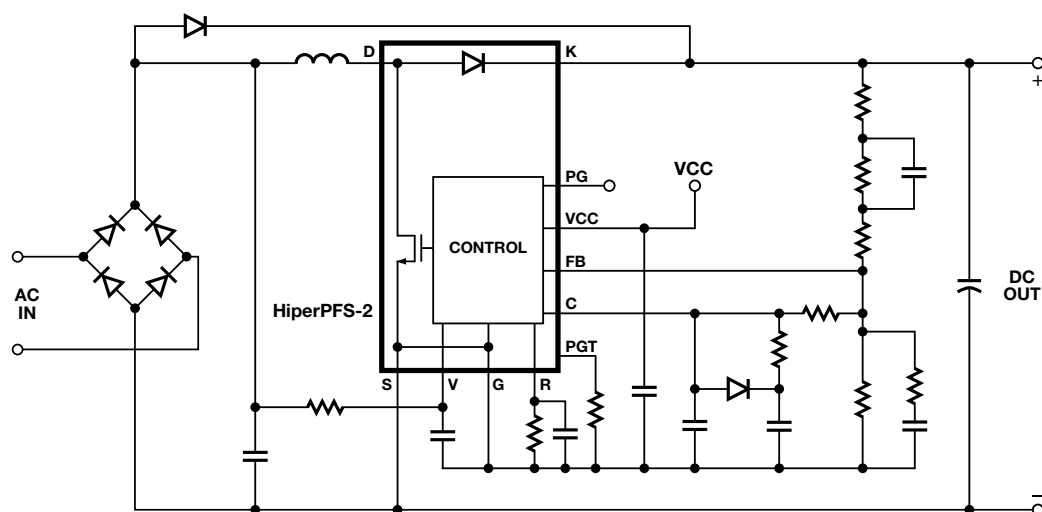 D
K
PG
VCC
VCC
CONTROL
FB
AC
IN
HiperPFS-2
C
DC
OUT
PGT
S
V
G
R
+
−